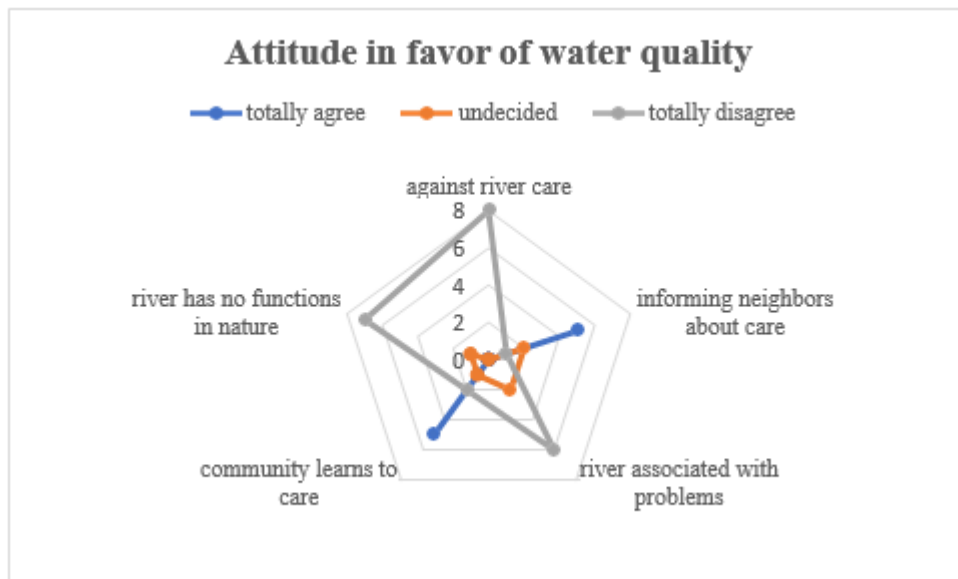 Attitude in favor of water quality
totally agree undecided totally disagree
against river care
8
6
4
2
0
river has no functions
in nature
informing neighbors
about care
community learns to
care
river associated with
problems